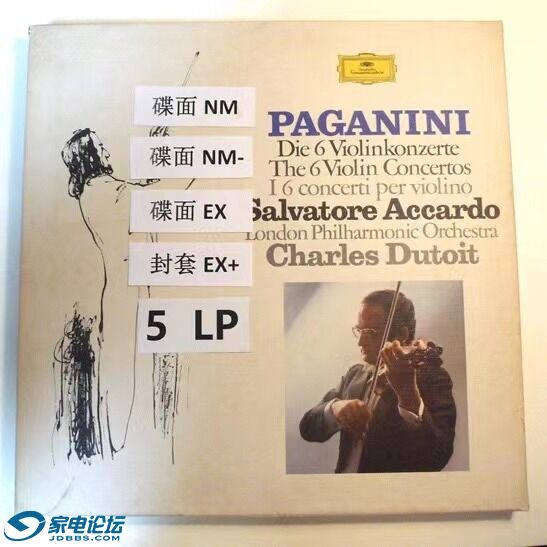 Deutsche
Grammophon
碟面 NM
碟面 NM-
碟面 EX
封套 EX+
5 LP
PAGANINI
Die 6 Violinkonzerte
The 6 Violin Concertos
I 6 concerti per violino
Salvatore Accardo
London Philharmonic Orchestra
Charles Dutoit
家电论坛
JDBBS.COM